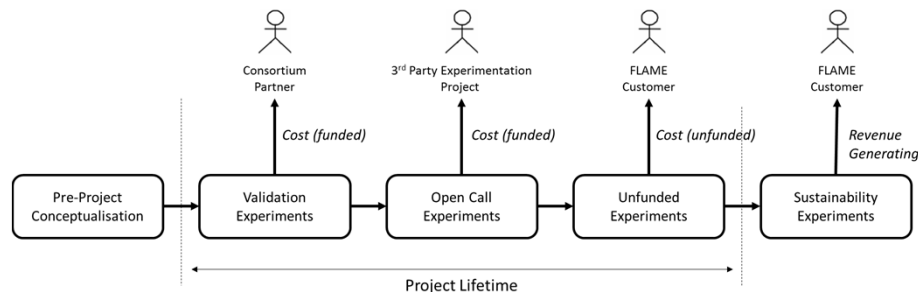 Consortium
Partner
3rd Party Experimentation
Project
FLAME
Customer
FLAME
Customer
Cost (funded)
Cost (funded)
Cost (unfunded)
Revenue
Generating
Pre-Project
Conceptualisation
Validation
Experiments
Open Call
Experiments
Unfunded
Experiments
Sustainability
Experiments
Project Lifetime